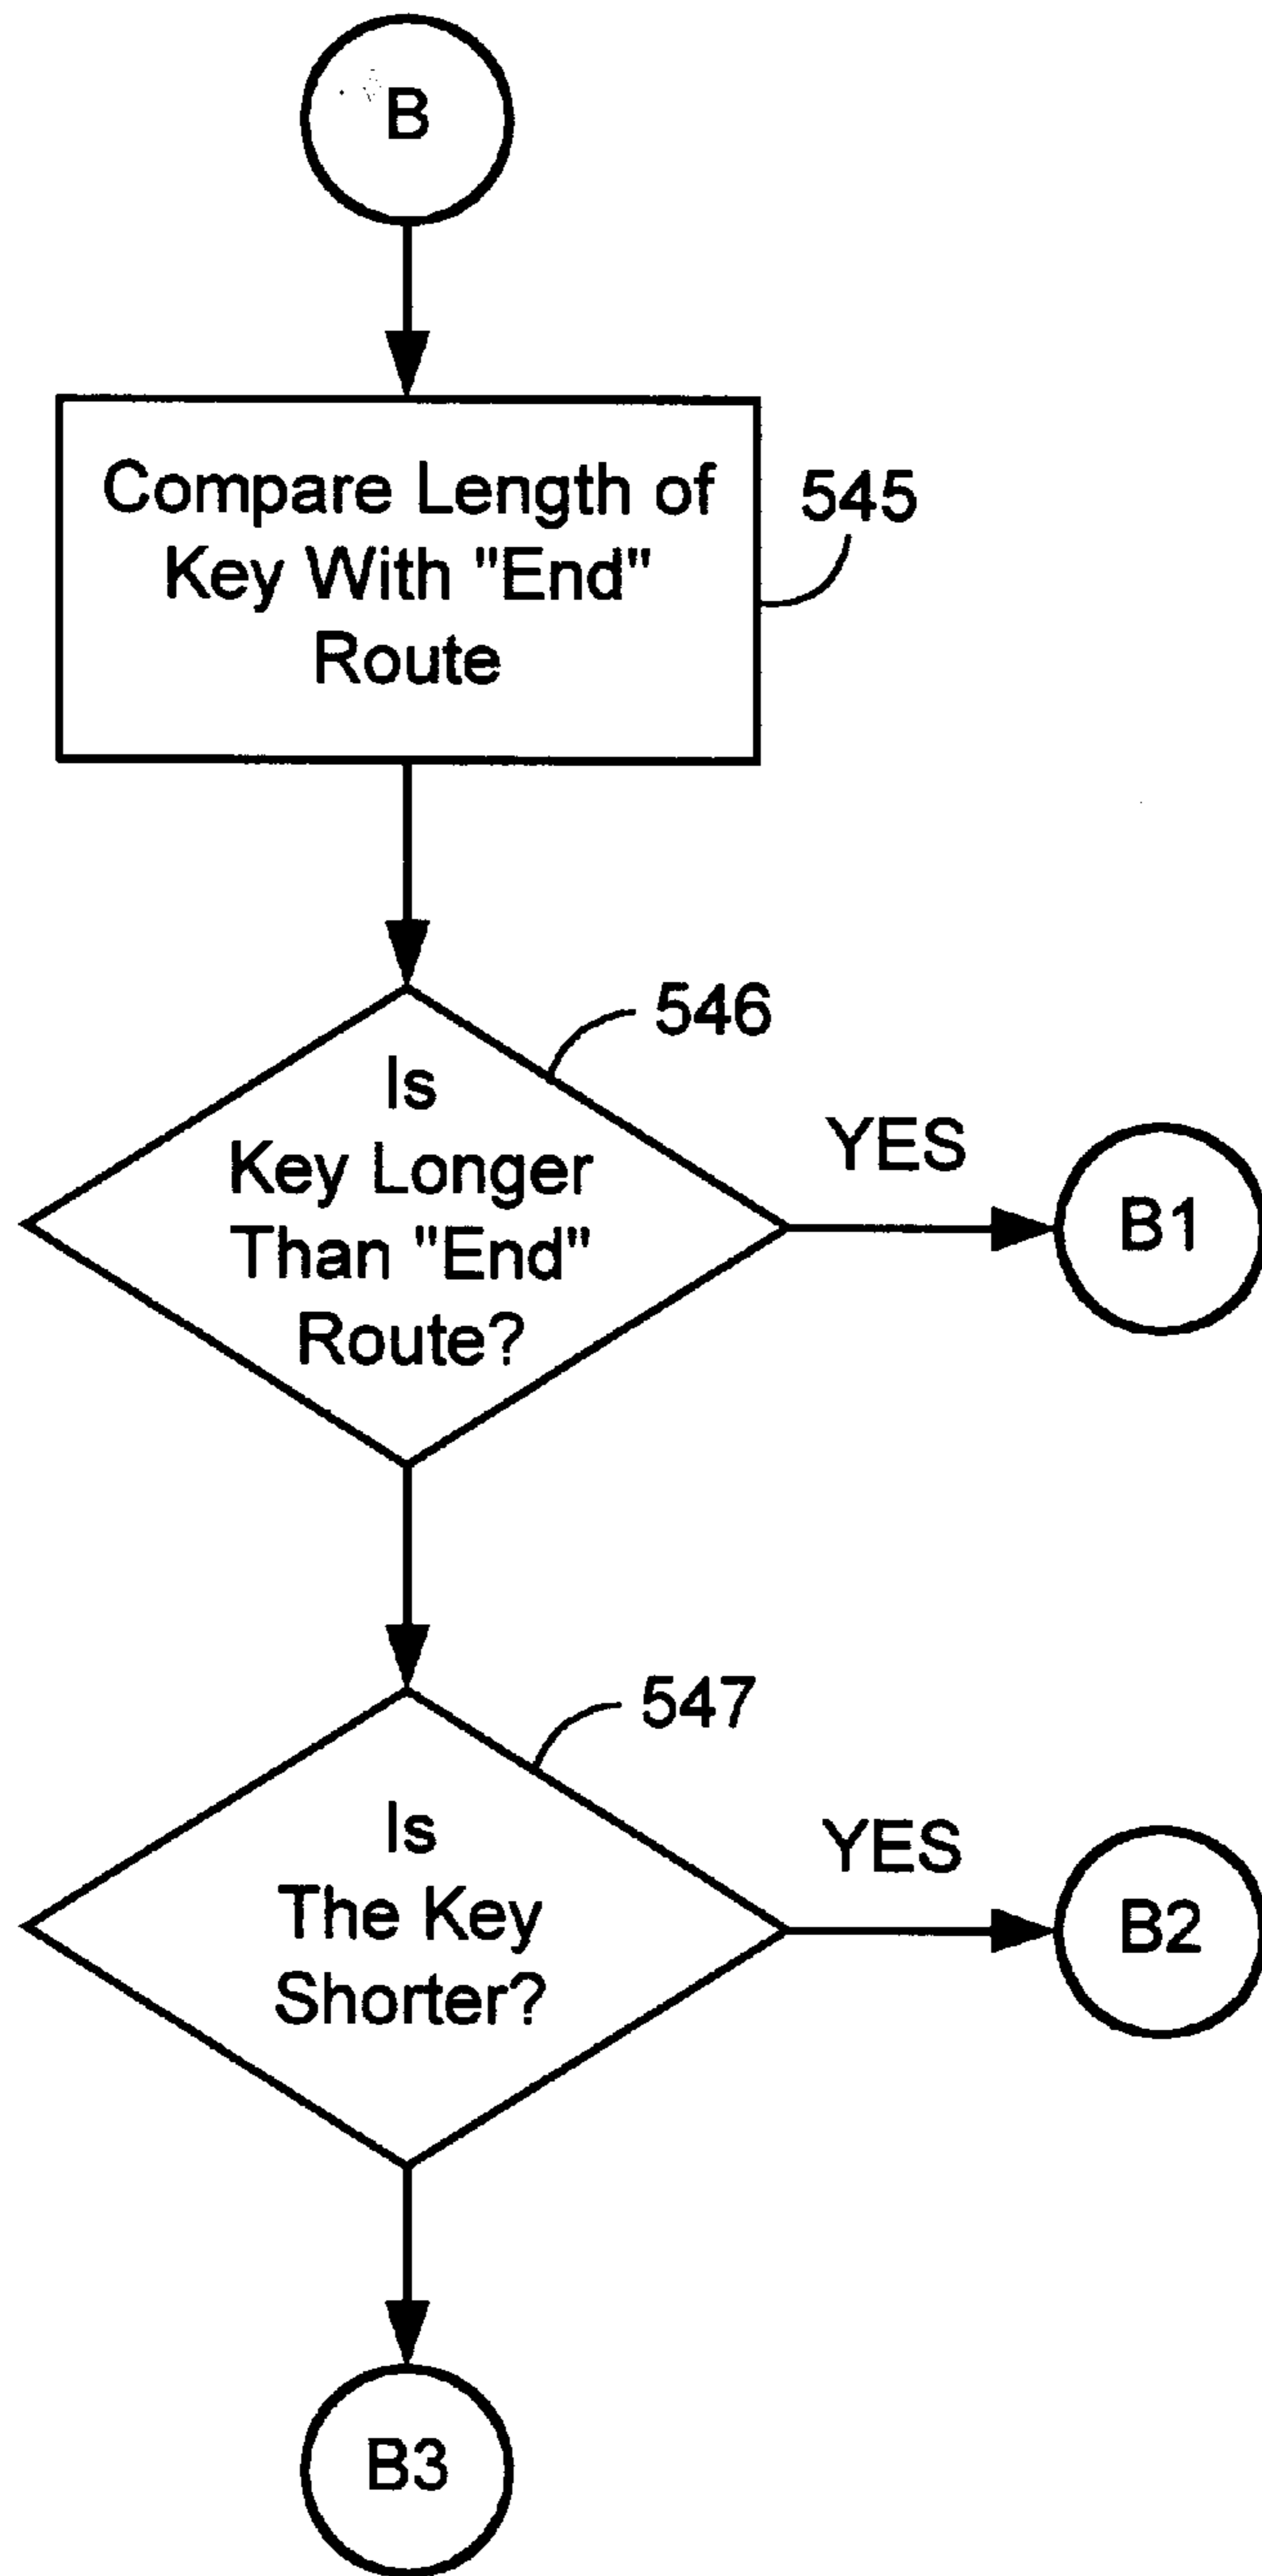 B
Compare Length of
Key With "End"
Route
545
546
Is
Key Longer
Than "End"
Route?
YES
B1
547
Is
The Key
Shorter?
YES
B2
B3